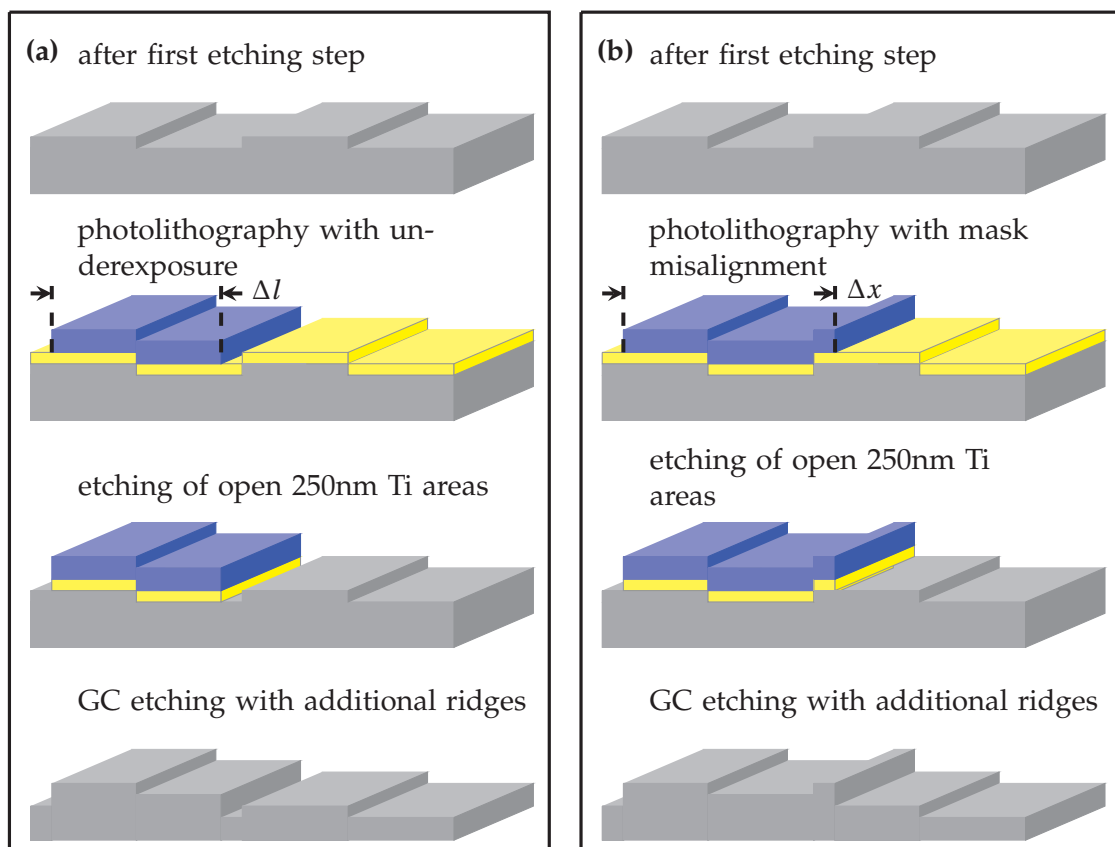 (a) after first etching step
photolithography with un-
derexposure
Δl
etching of open 250nm Ti areas
GC etching with additional ridges
(b) after first etching step
photolithography with mask
misalignment
Δx
etching of open 250nm Ti
areas
GC etching with additional ridges